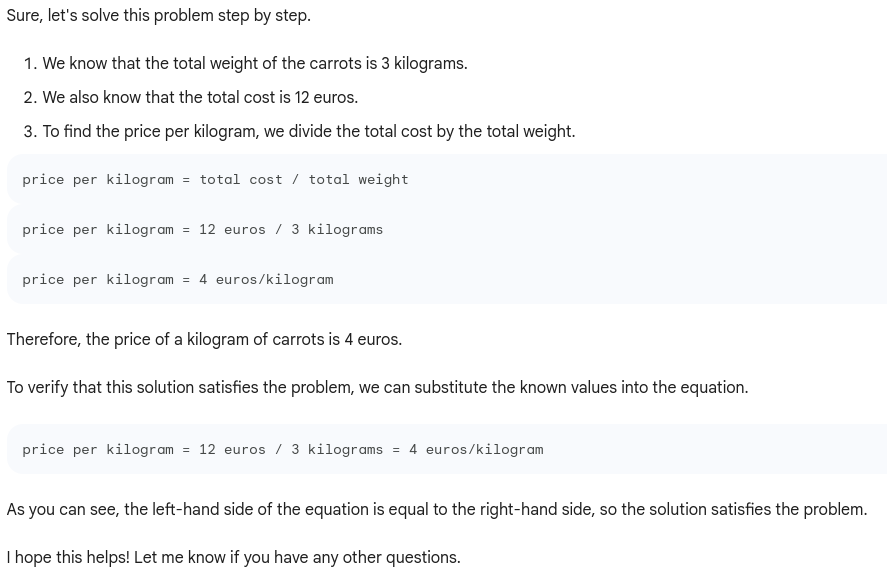 Sure, let's solve this problem step by step.
1. We know that the total weight of the carrots is 3 kilograms.
2. We also know that the total cost is 12 euros.
3. To find the price per kilogram, we divide the total cost by the total weight.
price per kilogram = total cost / total weight
price per kilogram = 12 euros / 3 kilograms
price per kilogram = 4 euros/kilogram
Therefore, the price of a kilogram of carrots is 4 euros.
To verify that this solution satisfies the problem, we can substitute the known values into the equation.
price per kilogram = 12 euros / 3 kilograms = 4 euros/kilogram
As you can see, the left-hand side of the equation is equal to the right-hand side, so the solution satisfies the problem.
I hope this helps! Let me know if you have any other questions.